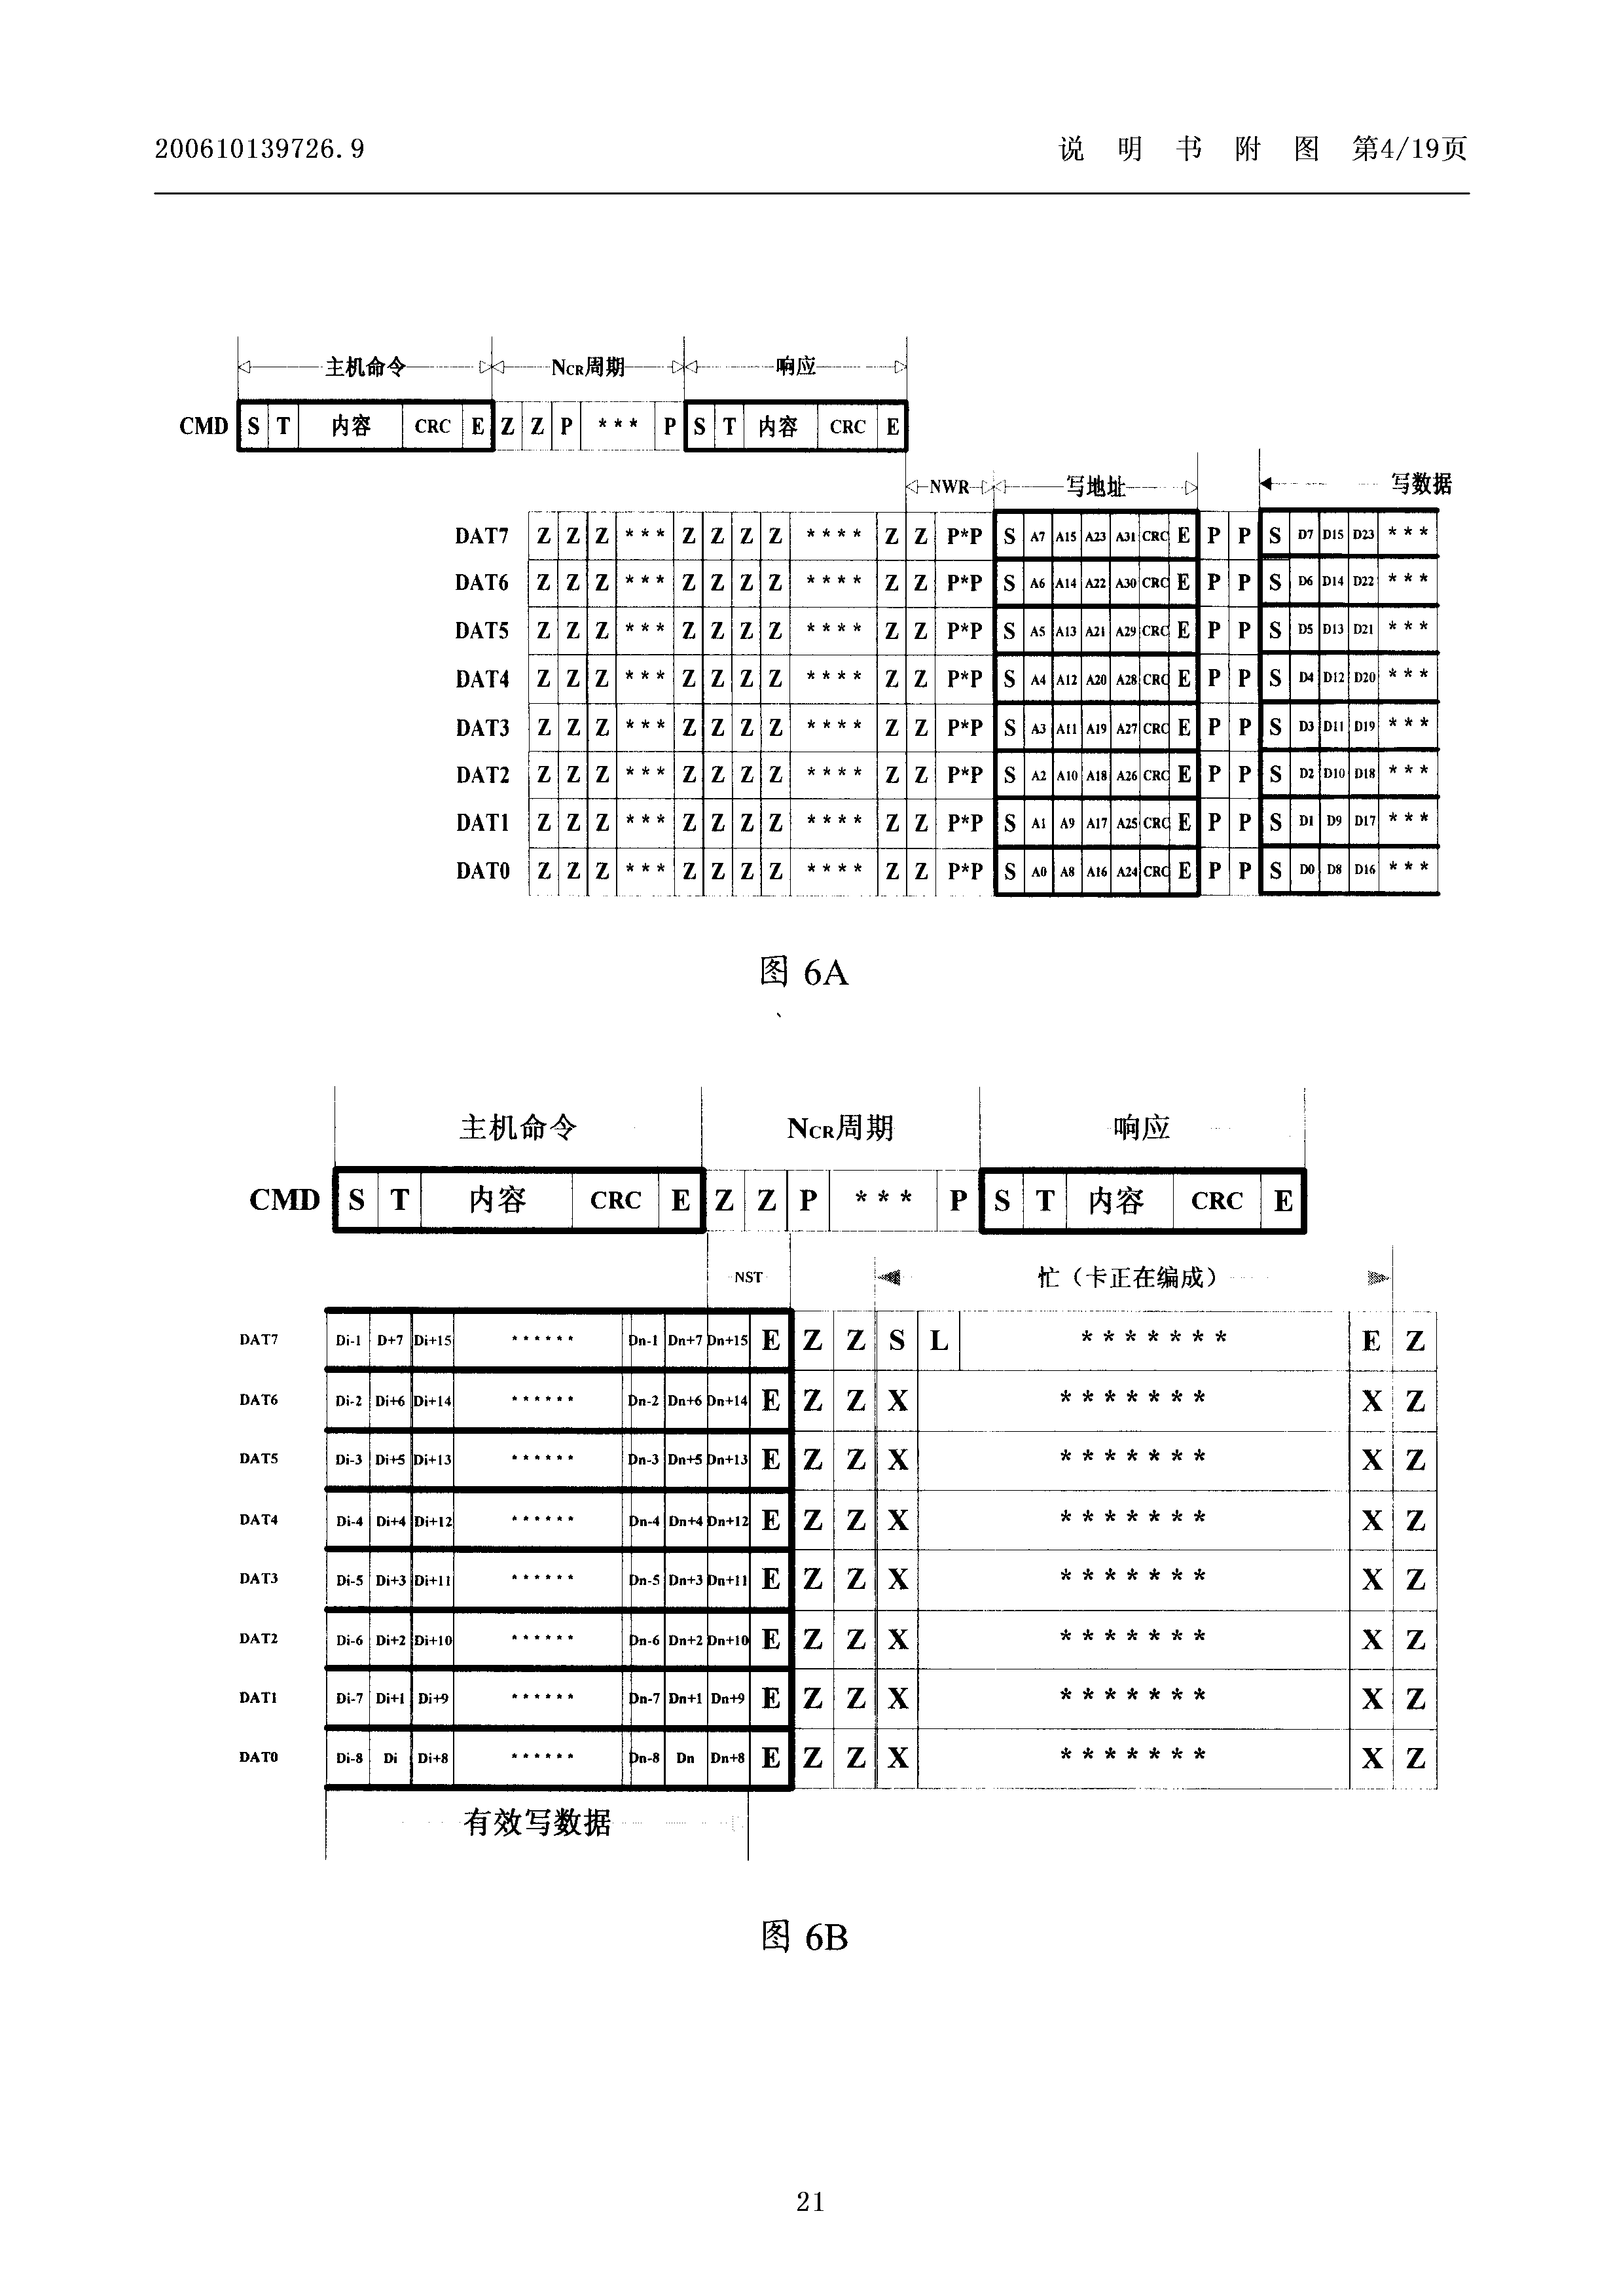 200610139726.9 说 明 书 附 图 第4/19页
主机命令 NCR周期 响应
CMD S T 内容 CRC E Z Z P *** P S T 内容 CRC E
NWR 写地址 写数据
DAT7 Z Z Z *** Z Z Z Z **** Z Z P*P S A7 A15 A23 A31 CRC E P P S D7 D15 D23 ***
DAT6 Z Z Z *** Z Z Z Z **** Z Z P*P S A6 A14 A22 A30 CRC E P P S D6 D14 D22 ***
DAT5 Z Z Z *** Z Z Z Z **** Z Z P*P S A5 A13 A21 A29 CRC E P P S D5 D13 D21 ***
DAT4 Z Z Z *** Z Z Z Z **** Z Z P*P S A4 A12 A20 A28 CRC E P P S D4 D12 D20 ***
DAT3 Z Z Z *** Z Z Z Z **** Z Z P*P S A3 A11 A19 A27 CRC E P P S D3 D11 D19 ***
DAT2 Z Z Z *** Z Z Z Z **** Z Z P*P S A2 A10 A18 A26 CRC E P P S D2 D10 D18 ***
DAT1 Z Z Z *** Z Z Z Z **** Z Z P*P S A1 A9 A17 A25 CRC E P P S D1 D9 D17 ***
DAT0 Z Z Z *** Z Z Z Z **** Z Z P*P S A0 A8 A16 A24 CRC E P P S D0 D8 D16 ***
图 6A
主机命令 NCR周期 响应
CMD S T 内容 CRC E Z Z P *** P S T 内容 CRC E
NST 忙（卡正在编成）
DAT7 Di-1 D+7 Di+15 ****** Dn-1 Dn+7 Dn+15 E Z Z S L ******* E Z
DAT6 Di-2 Di+6 Di+14 ****** Dn-2 Dn+6 Dn+14 E Z Z X ******* X Z
DAT5 Di-3 Di+5 Di+13 ****** Dn-3 Dn+5 Dn+13 E Z Z X ******* X Z
DAT4 Di-4 Di+4 Di+12 ****** Dn-4 Dn+4 Dn+12 E Z Z X ******* X Z
DAT3 Di-5 Di+3 Di+11 ****** Dn-5 Dn+3 Dn+11 E Z Z X ******* X Z
DAT2 Di-6 Di+2 Di+10 ****** Dn-6 Dn+2 Dn+10 E Z Z X ******* X Z
DAT1 Di-7 Di+1 Di+9 ****** Dn-7 Dn+1 Dn+9 E Z Z X ******* X Z
DAT0 Di-8 Di Di+8 ****** Dn-8 Dn Dn+8 E Z Z X ******* X Z
有效写数据
图 6B
21